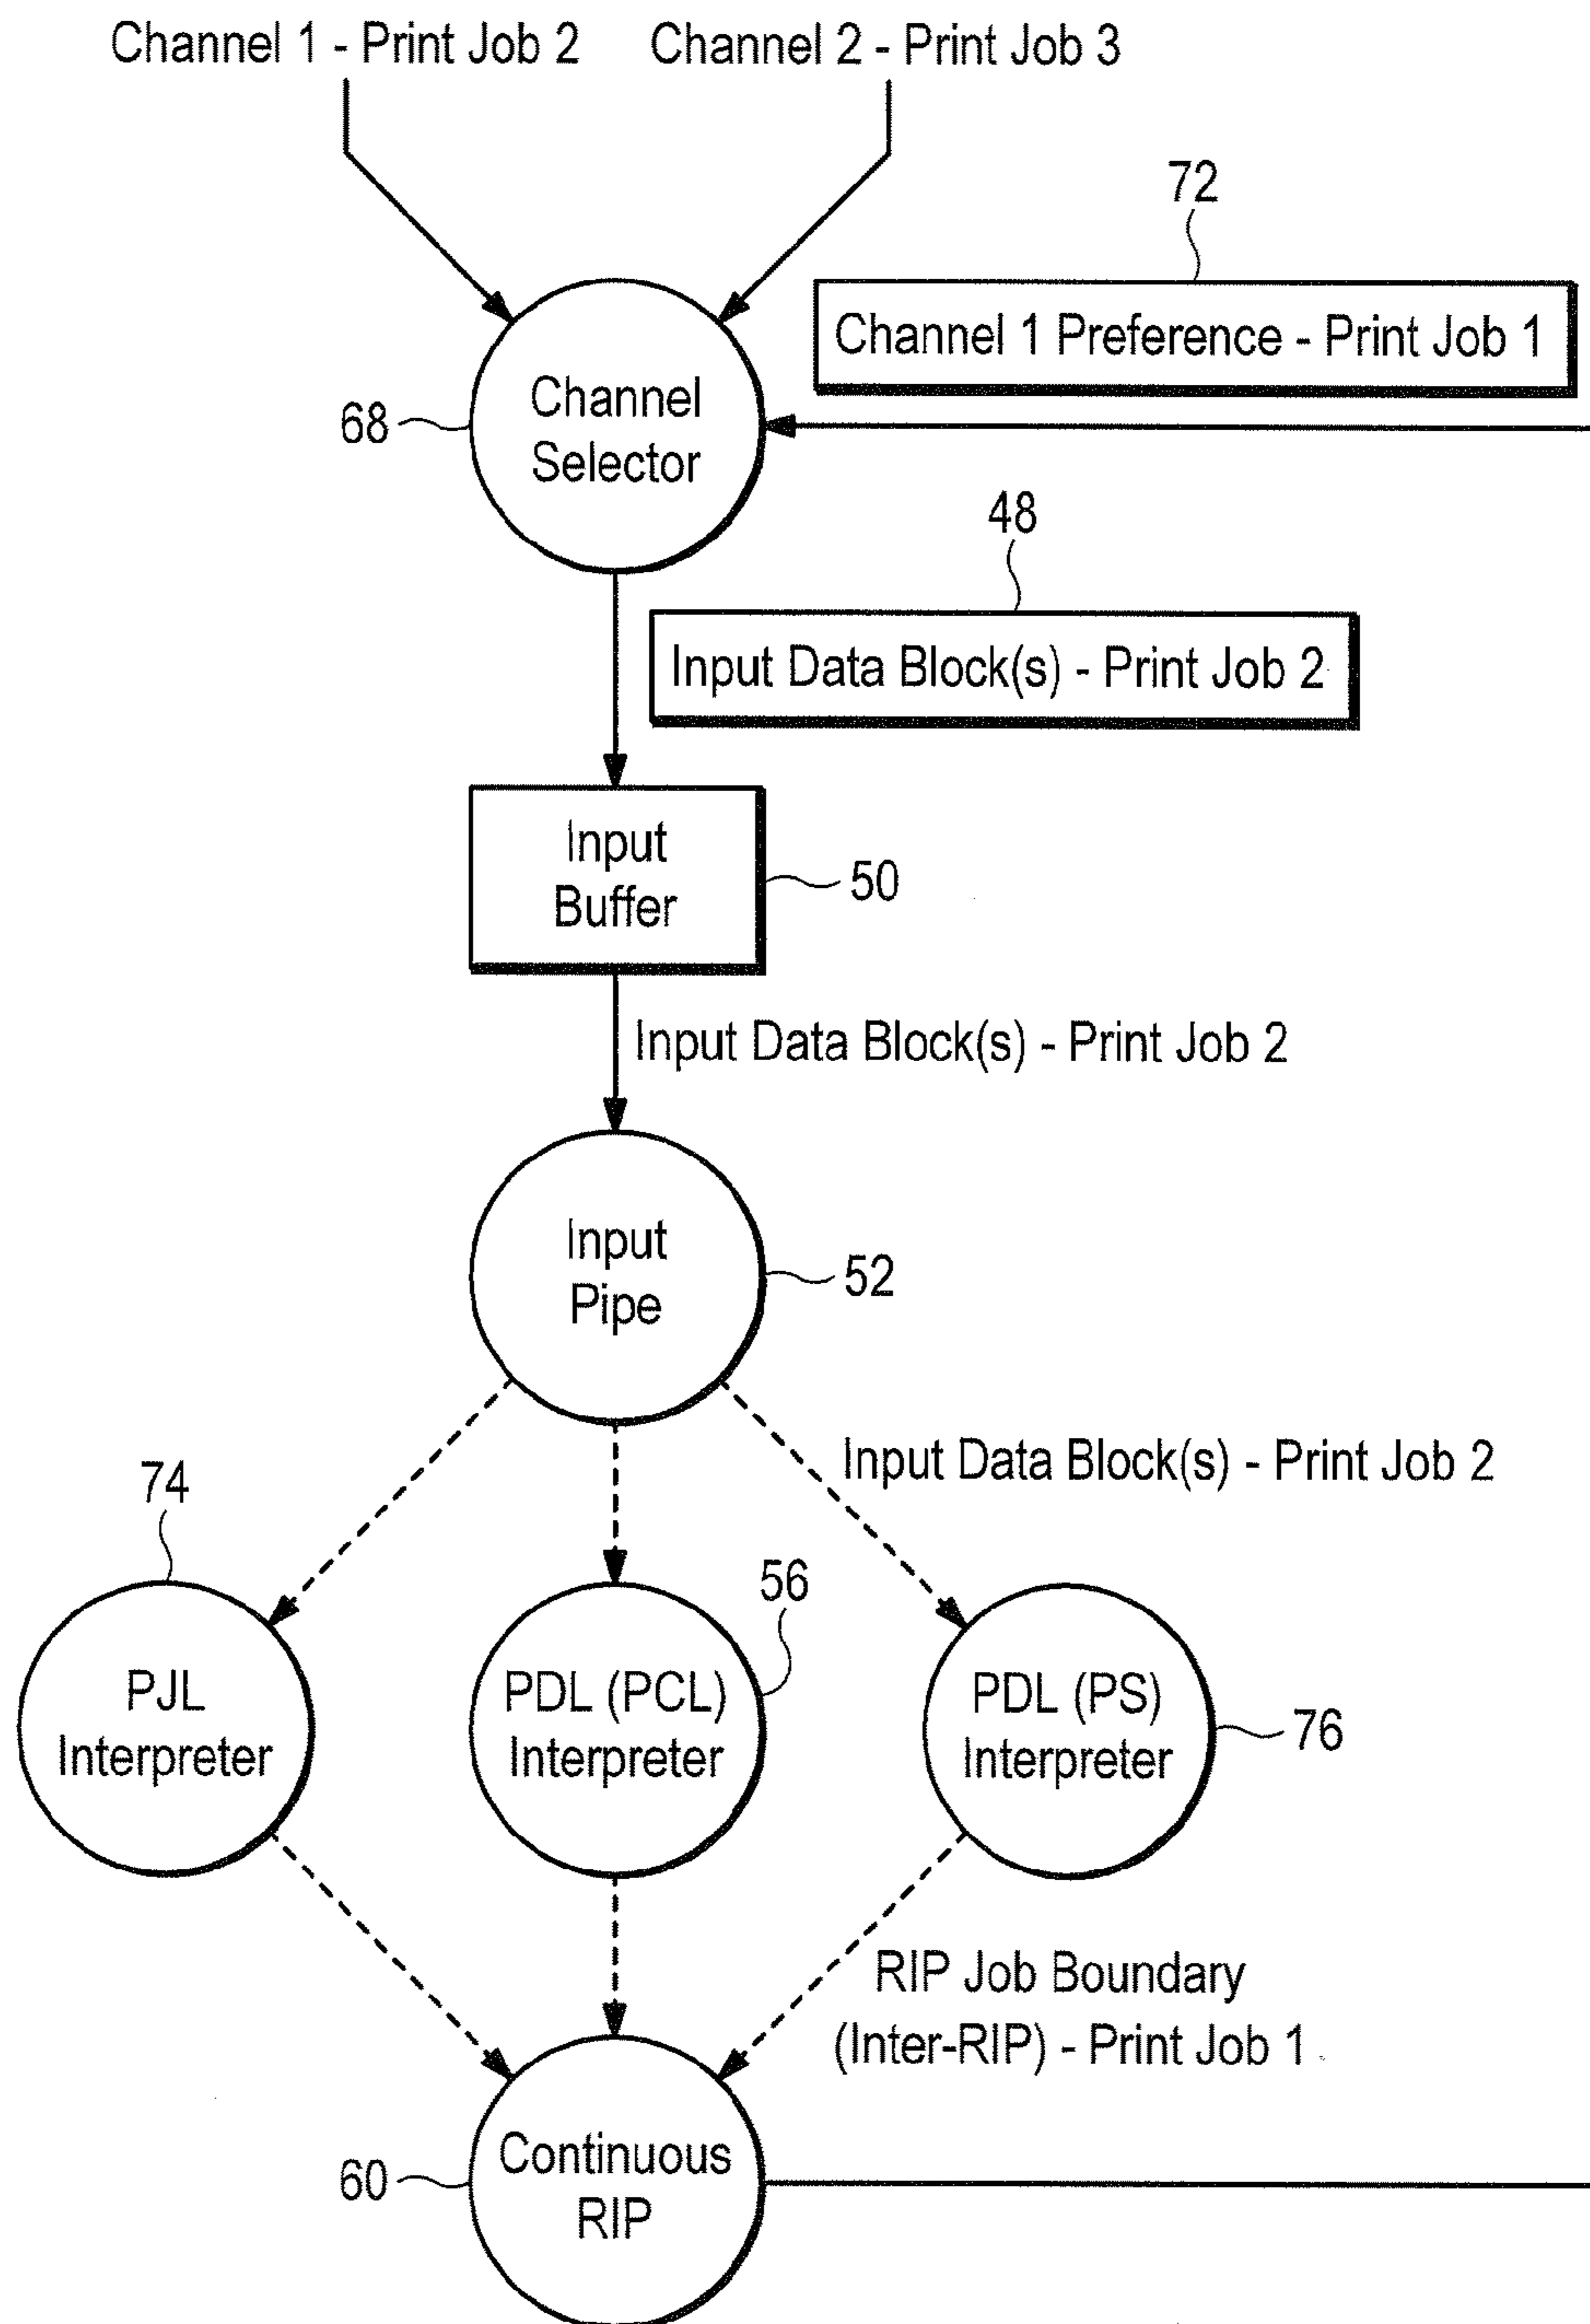 Channel 1 - Print Job 2
Channel 2 - Print Job 3
72
Channel 1 Preference - Print Job 1
Channel
Selector
68
48
Input Data Block(s) - Print Job 2
Input
Buffer
50
Input Data Block(s) - Print Job 2
Input
Pipe
52
Input Data Block(s) - Print Job 2
74
56
PJL
Interpreter
PDL (PCL)
Interpreter
PDL (PS)
Interpreter
76
RIP Job Boundary
(Inter-RIP) - Print Job 1
60
Continuous
RIP